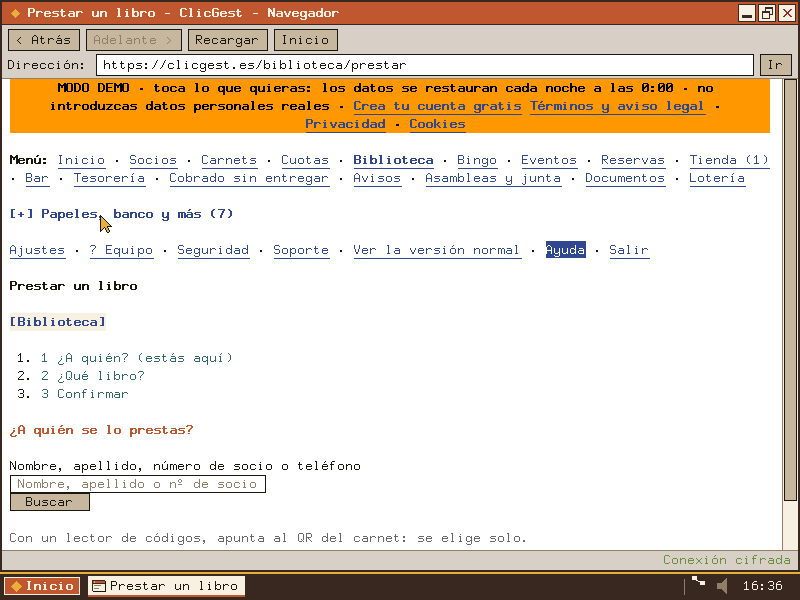 Prestar un libro - ClicGest - Navegador
< Atrás Adelante > Recargar Inicio
Dirección: https://clicgest.es/biblioteca/prestar Ir
MODO DEMO · toca lo que quieras: los datos se restauran cada noche a las 0:00 · no
introduzcas datos personales reales · Crea tu cuenta gratis Términos y aviso legal ·
Privacidad · Cookies
Menú: Inicio · Socios · Carnets · Cuotas · Biblioteca · Bingo · Eventos · Reservas · Tienda (1)
· Bar · Tesorería · Cobrado sin entregar · Avisos · Asambleas y junta · Documentos · Lotería
[+] Papeles, banco y más (7)
Ajustes · ? Equipo · Seguridad · Soporte · Ver la versión normal · Ayuda · Salir
Prestar un libro
[Biblioteca]
1. 1 ¿A quién? (estás aquí)
2. 2 ¿Qué libro?
3. 3 Confirmar
¿A quién se lo prestas?
Nombre, apellido, número de socio o teléfono
Nombre, apellido o nº de socio
Buscar
Con un lector de códigos, apunta al QR del carnet: se elige solo.
Conexión cifrada
Inicio Prestar un libro 16:36